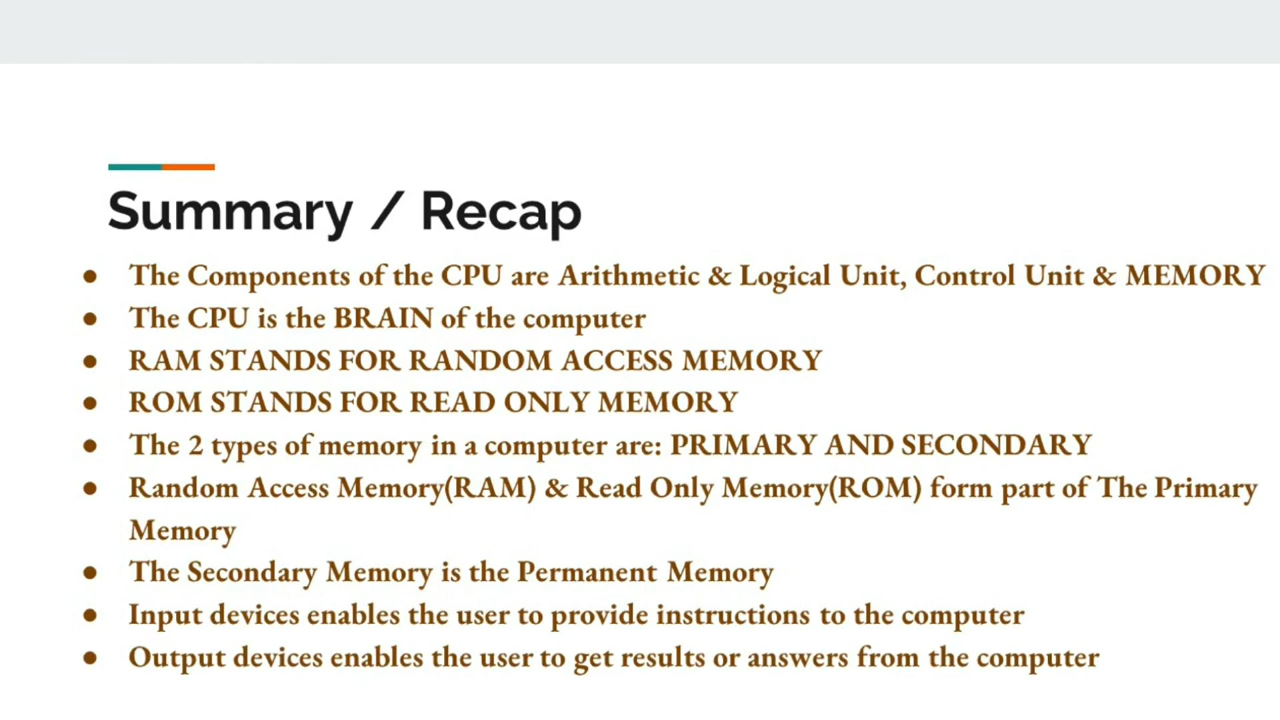 Summary / Recap
● The Components of the CPU are Arithmetic & Logical Unit, Control Unit & MEMORY
● The CPU is the BRAIN of the computer
● RAM STANDS FOR RANDOM ACCESS MEMORY
● ROM STANDS FOR READ ONLY MEMORY
● The 2 types of memory in a computer are: PRIMARY AND SECONDARY
● Random Access Memory(RAM) & Read Only Memory(ROM) form part of The Primary
Memory
● The Secondary Memory is the Permanent Memory
● Input devices enables the user to provide instructions to the computer
● Output devices enables the user to get results or answers from the computer